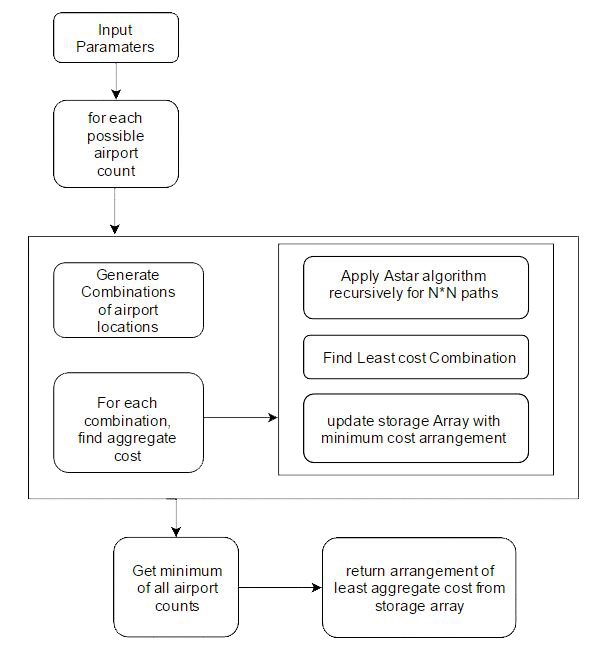 Input
Paramaters
for each
possible
airport
count
Generate
Combinations
of airport
locations
For each
combination,
find aggregate
cost
Apply Astar algorithm
recursively for N*N paths
Find Least cost Combination
update storage Array with
minimum cost arrangement
Get minimum
of all airport
counts
return arrangement of
least aggregate cost from
storage array